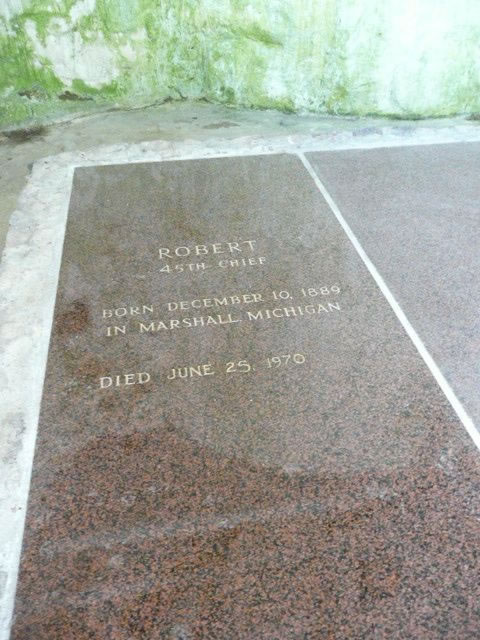 ROBERT
45TH CHIEF
BORN DECEMBER 10, 1889
IN MARSHALL, MICHIGAN
DIED JUNE 25, 1970